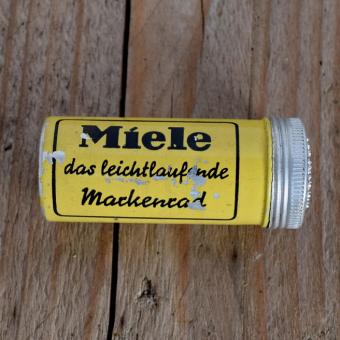 Miele
das leichtlaufende
Markenrad